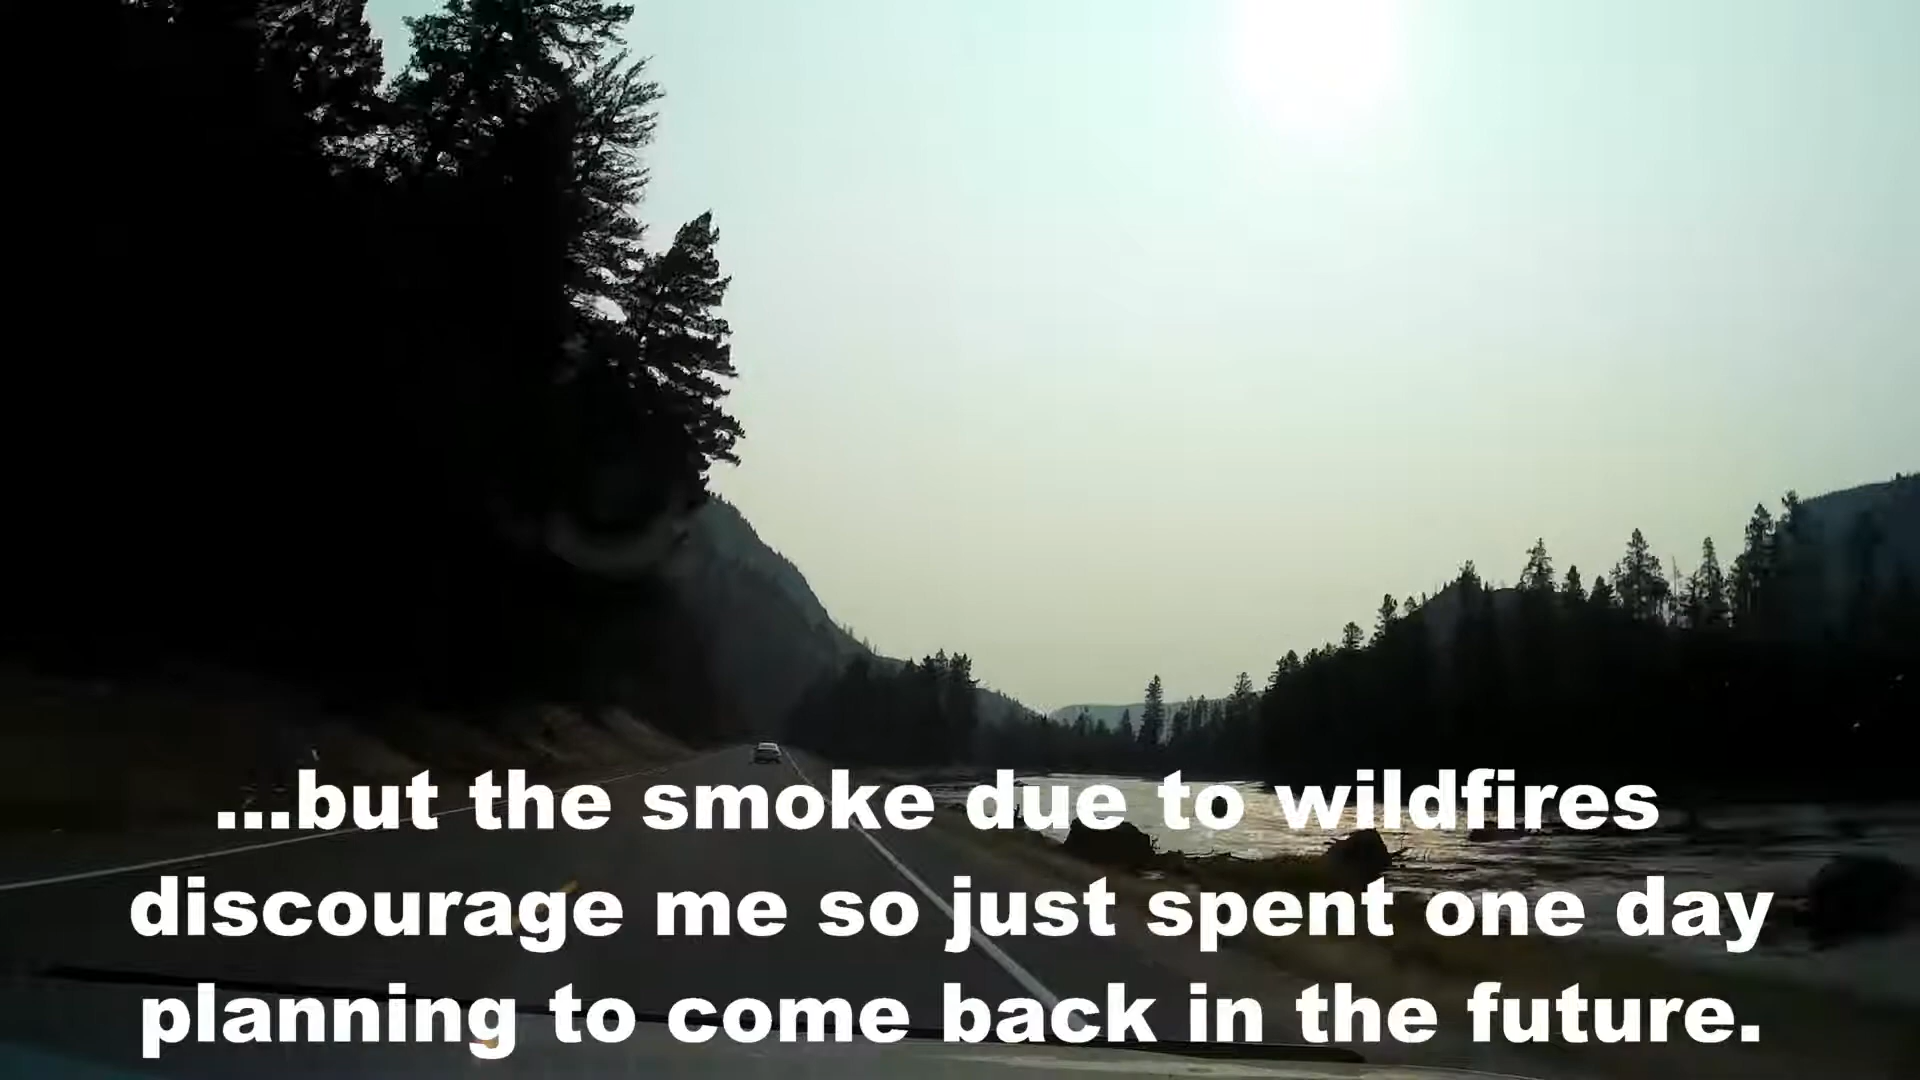 ...but the smoke due to wildfires
discourage me so just spent one day
planning to come back in the future.